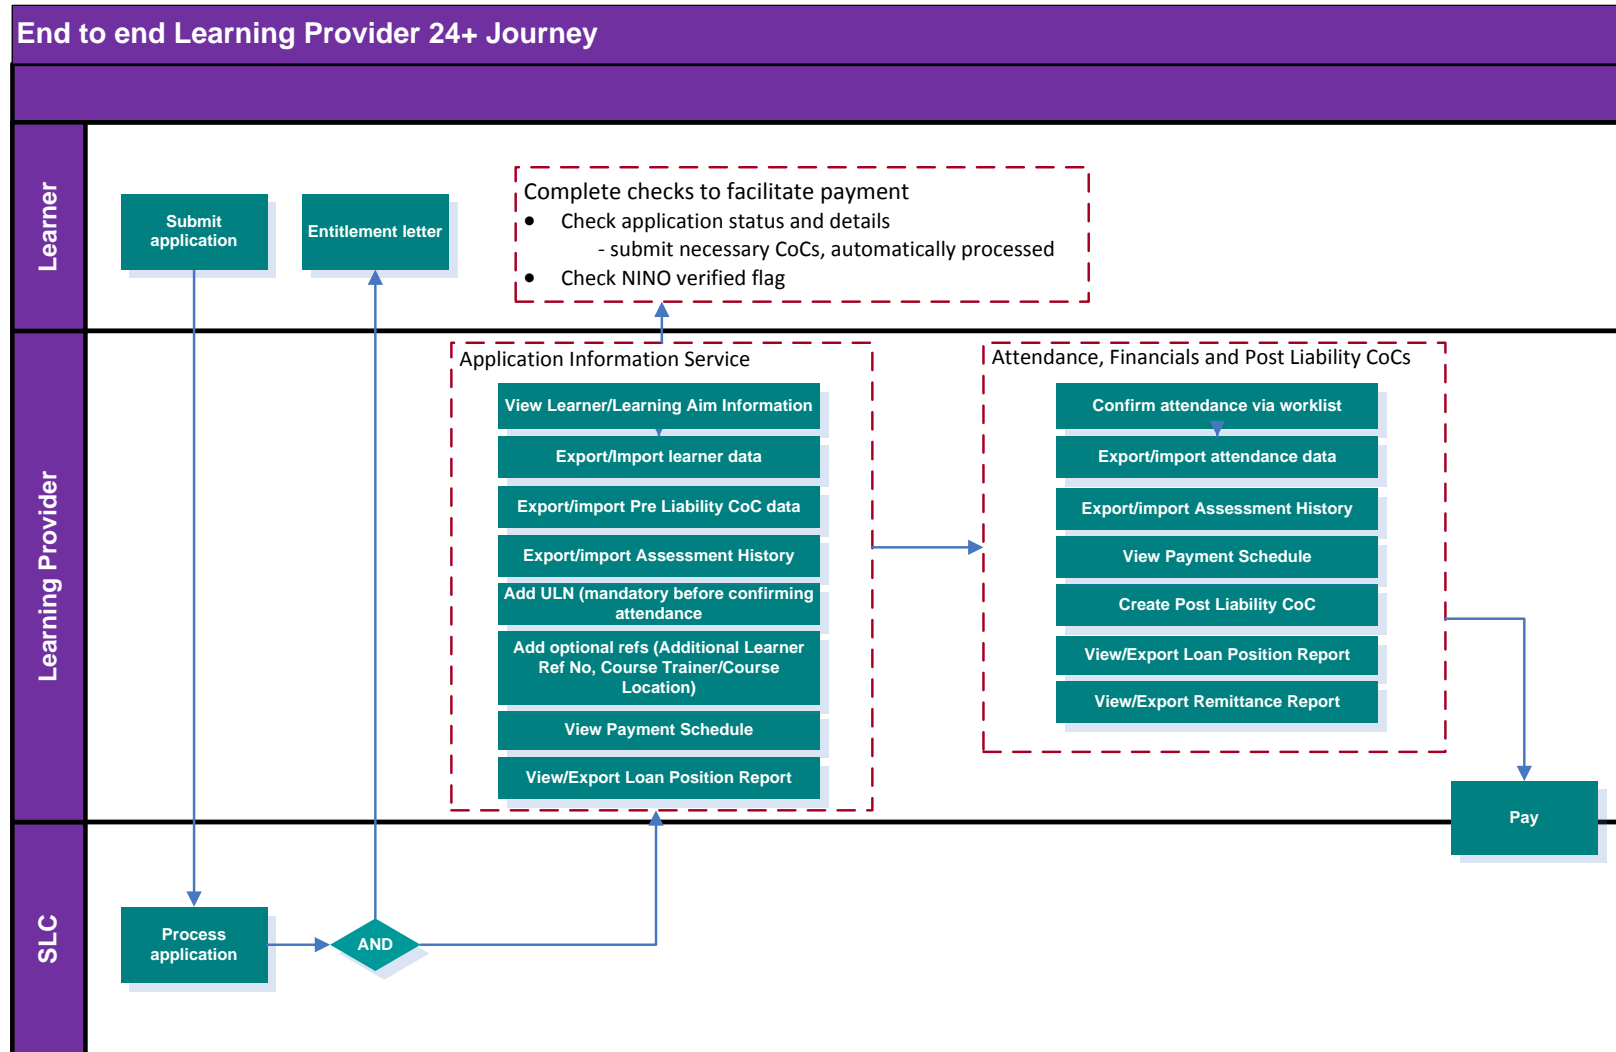 End to end Learning Provider 24+ Journey
Learner
Submit
application
Entitlement letter
Complete checks to facilitate payment
• Check application status and details
- submit necessary CoCs, automatically processed
• Check NINO verified flag
Learning Provider
Application Information Service
View Learner/Learning Aim Information
Export/Import learner data
Export/import Pre Liability CoC data
Export/import Assessment History
Add ULN (mandatory before confirming
attendance
Add optional refs (Additional Learner
Ref No, Course Trainer/Course
Location)
View Payment Schedule
View/Export Loan Position Report
Attendance, Financials and Post Liability CoCs
Confirm attendance via worklist
Export/import attendance data
Export/import Assessment History
View Payment Schedule
Create Post Liability CoC
View/Export Loan Position Report
View/Export Remittance Report
Pay
SLC
Process
application
AND